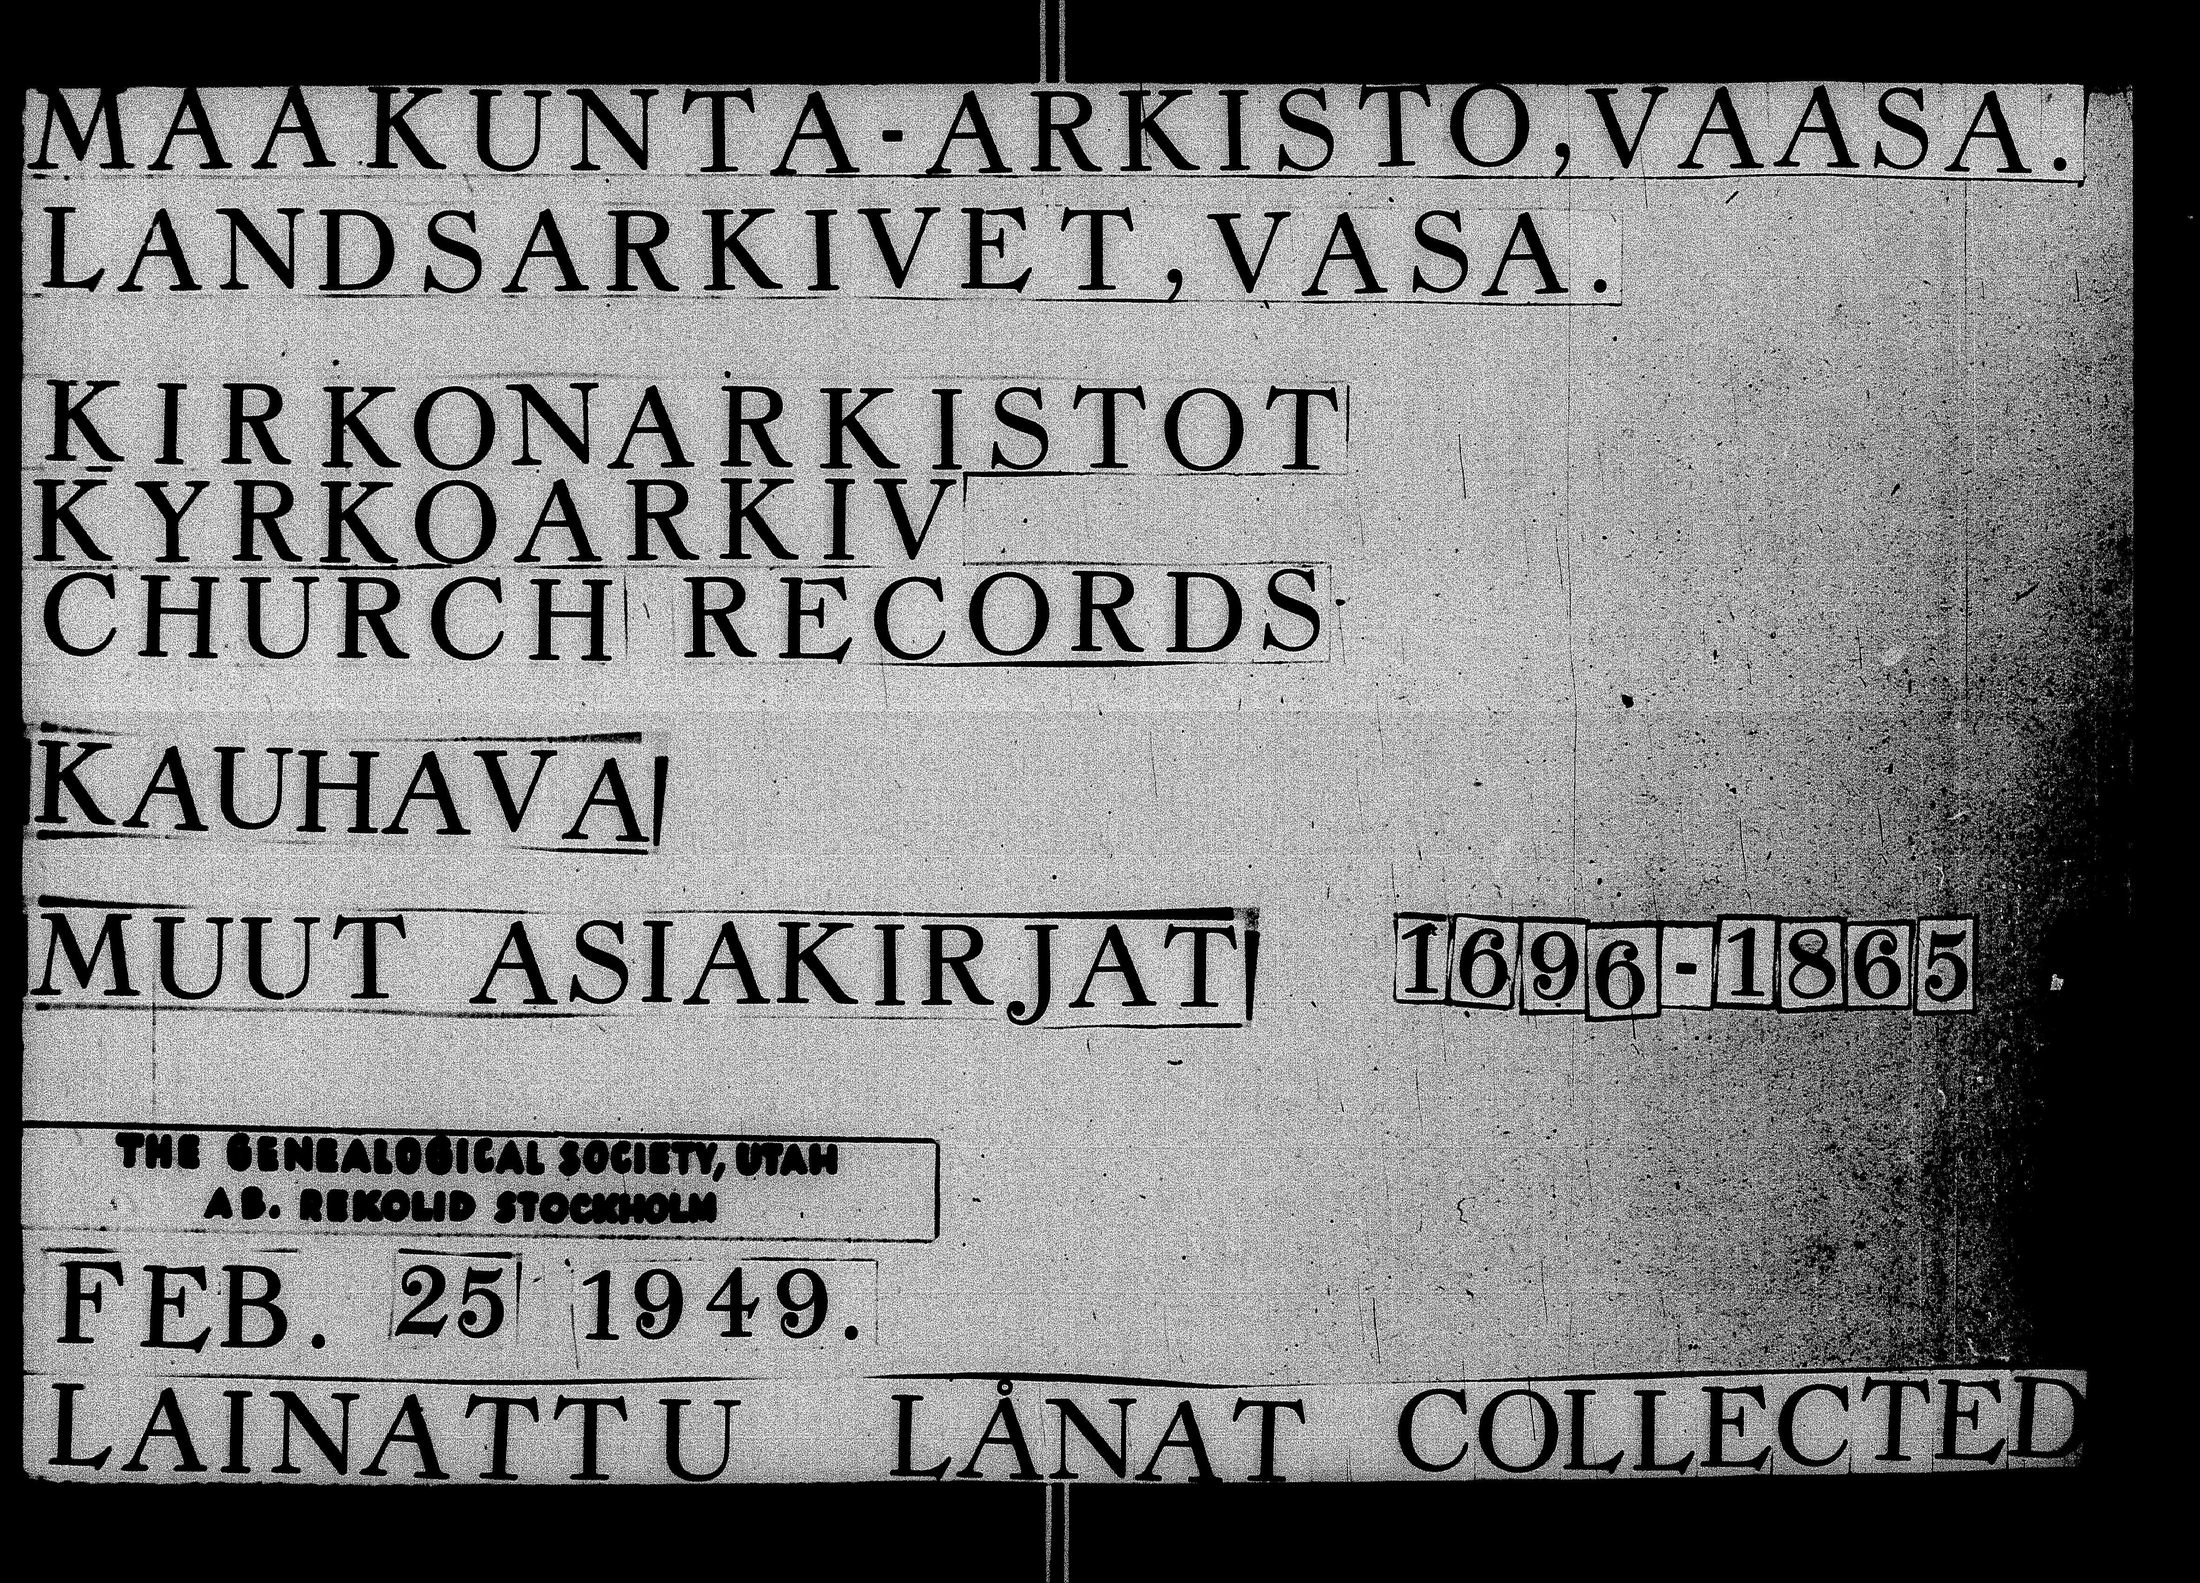 MAAKUNTA-ARKISTO, VAASA.
LANDSARKIVET, VASA.
KIRKONARKISTOT
KYRKOARKIV
CHURCH RECORDS
KAUHAVA
MUUT ASIAKIRJAT 1696-1865
THE GENEALOGICAL SOCIETY, UTAH
AB. REKOLID STOCKHOLM
FEB. 25 1949.
LAINATTU LÅNAT COLLECTED